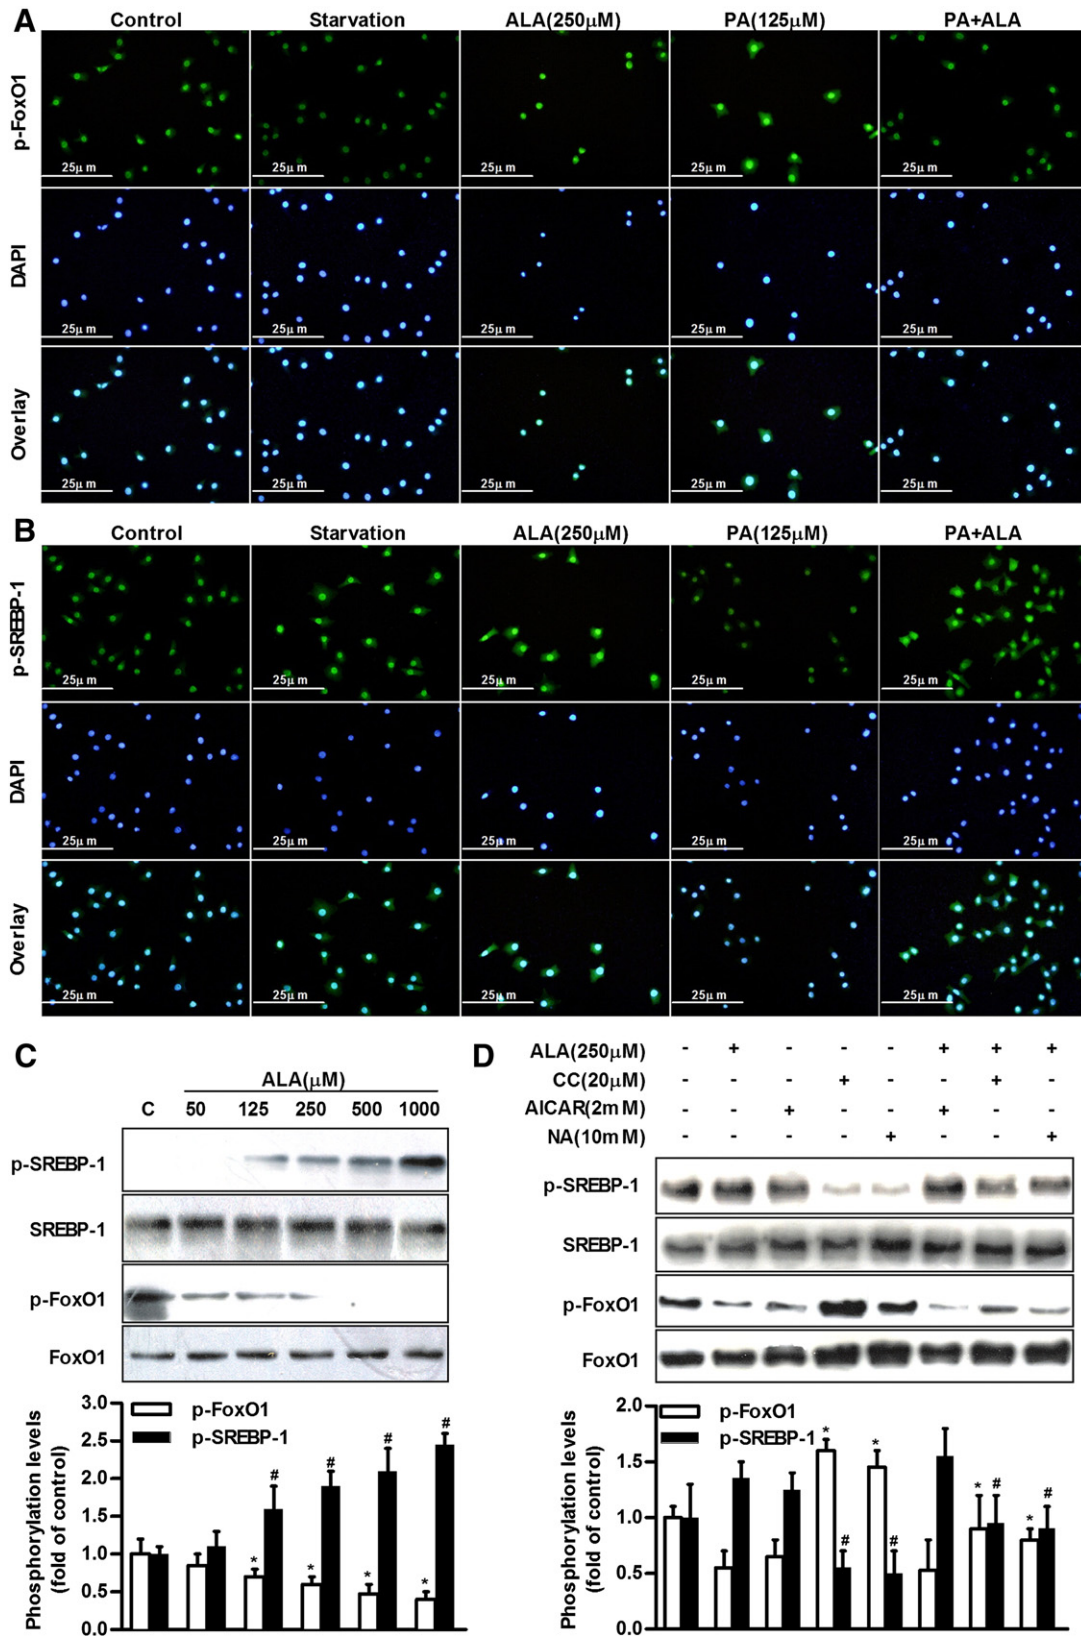 A
Control Starvation ALA(250μM) PA(125μM) PA+ALA
p-FoxO1
25μm 25μm 25μm 25μm 25μm
DAPI
25μm 25μm 25μm 25μm 25μm
Overlay
25μm 25μm 25μm 25μm 25μm
B
Control Starvation ALA(250μM) PA(125μM) PA+ALA
p-SREBP-1
25μm 25μm 25μm 25μm 25μm
DAPI
25μm 25μm 25μm 25μm 25μm
Overlay
25μm 25μm 25μm 25μm 25μm
C
ALA(μM)
C 50 125 250 500 1000
p-SREBP-1
SREBP-1
p-FoxO1
FoxO1
Phosphorylation levels
(fold of control)
3.0
2.5
2.0
1.5
1.0
0.5
0.0
p-FoxO1
p-SREBP-1
# # # #
* * * *
D
ALA(250μM) - + - - - + + +
CC(20μM) - - - + - - + -
AICAR(2mM) - - + - - + - -
NA(10mM) - - - - + - - +
p-SREBP-1
SREBP-1
p-FoxO1
FoxO1
Phosphorylation levels
(fold of control)
2.0
1.5
1.0
0.5
0.0
p-FoxO1
p-SREBP-1
* # * # * # * #